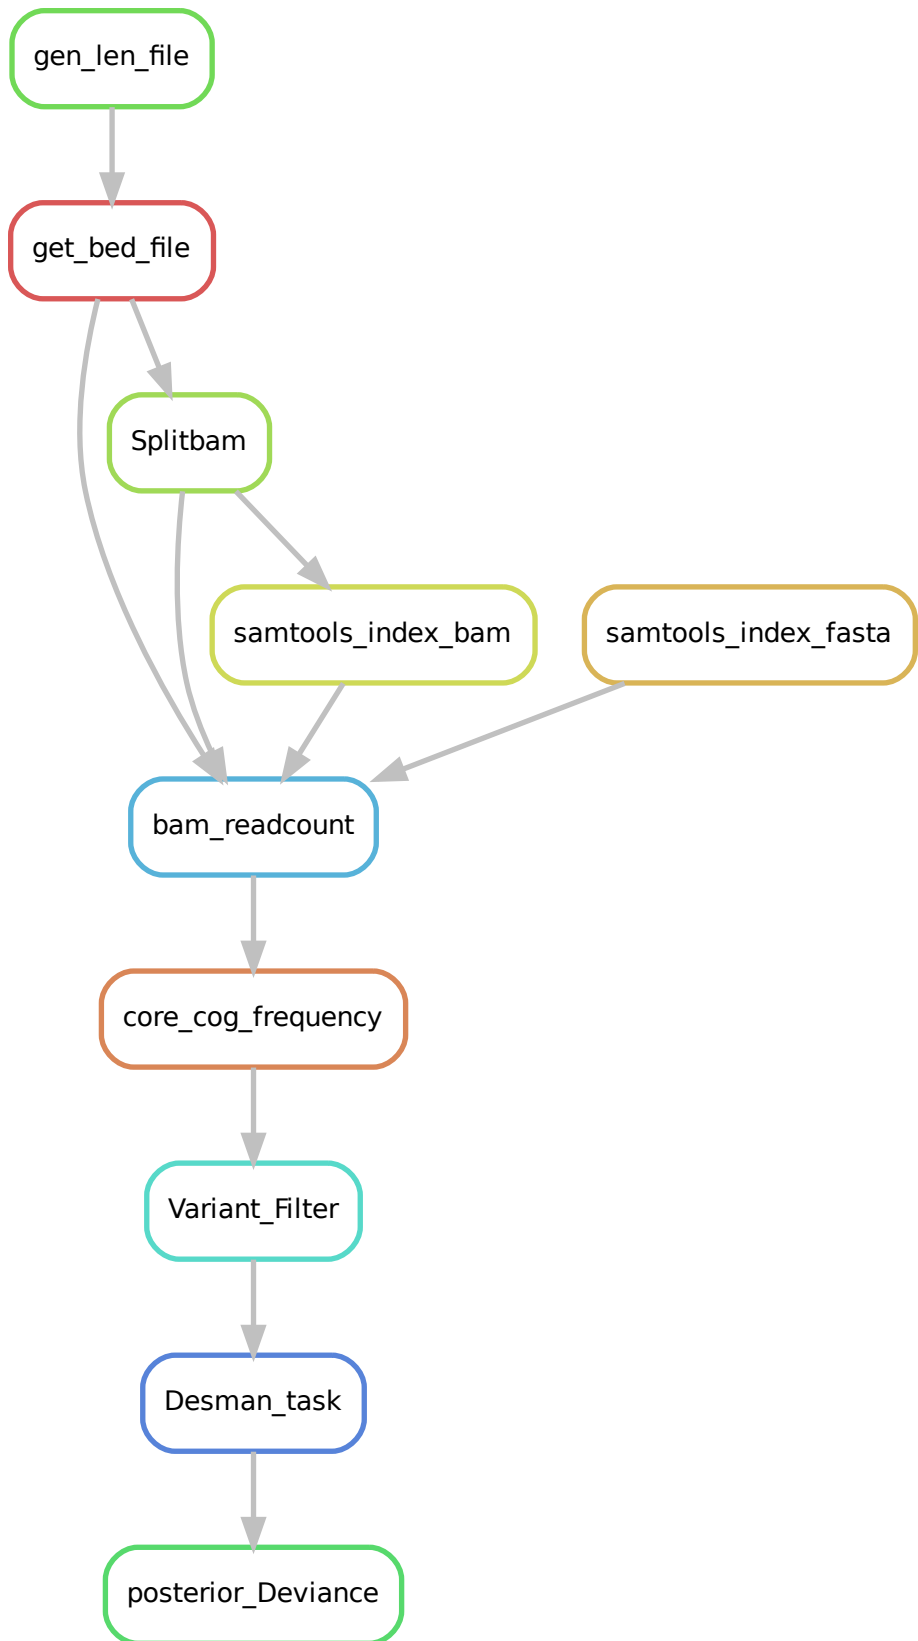 gen_len_file
get_bed_file
Splitbam
samtools_index_bam
samtools_index_fasta
bam_readcount
core_cog_frequency
Variant_Filter
Desman_task
posterior_Deviance